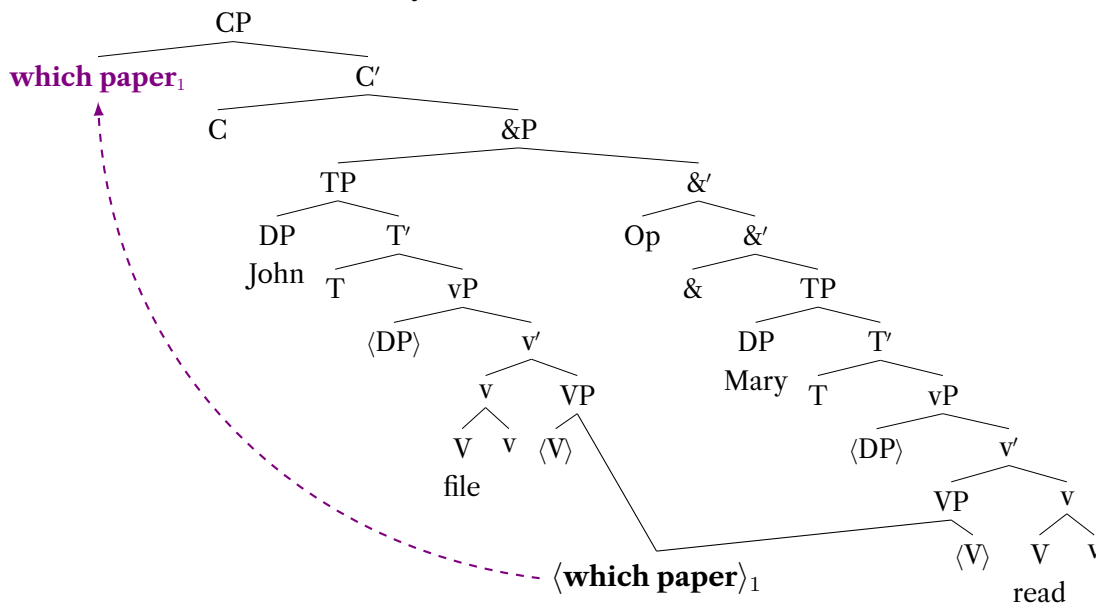 CP
which paper₁ C′
C &P
TP &′
DP T′ Op &′
John T vP & TP
⟨DP⟩ v′ DP T′
Mary
v VP T vP
V v ⟨V⟩ ⟨DP⟩ v′
file
VP v
⟨V⟩ V
⟨which paper⟩₁
read